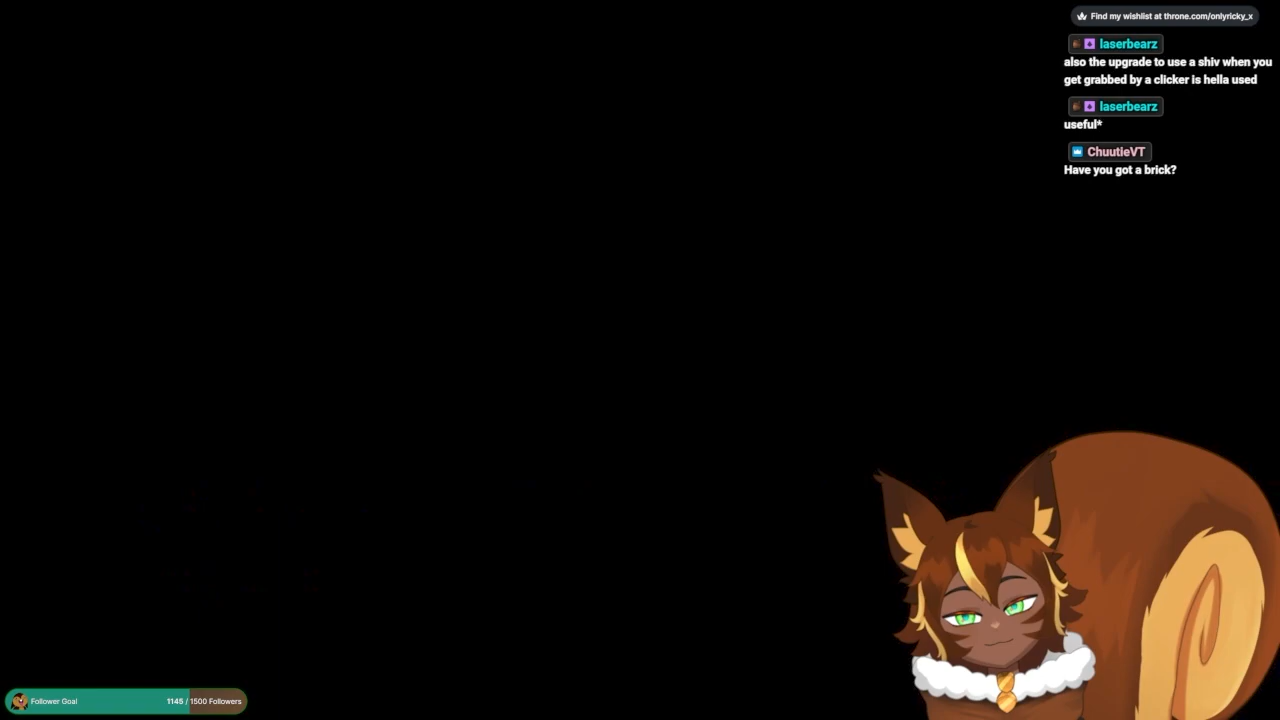 Find my wishlist at throne.com/onlyricky_x
laserbearz
also the upgrade to use a shiv when you
get grabbed by a clicker is hella used
laserbearz
useful*
ChuutieVT
Have you got a brick?
Follower Goal 1145 / 1500 Followers